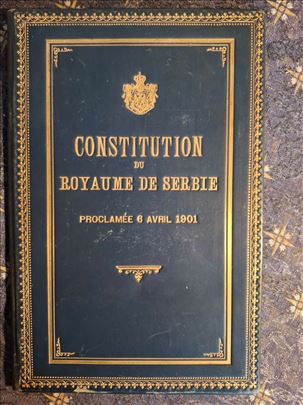 CONSTITUTION
DU
ROYAUME DE SERBIE
PROCLAMÉE 6 AVRIL 1901